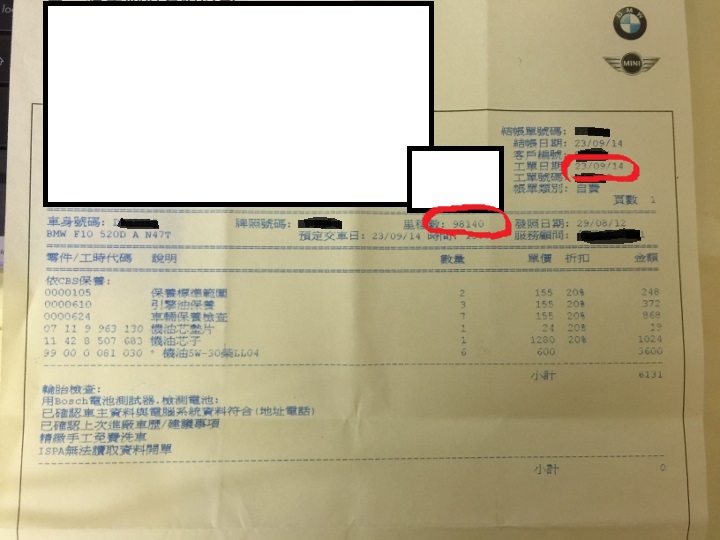 BMW
MINI
結帳單號碼:
結帳日期: 23/09/14
客戶編號:
工單日期: 23/09/14
工單號碼:
帳單類別: 自費
頁數 1
車身號碼: 牌照號碼: 里程數: 98140 發照日期: 29/08/12
BMW F10 520D A N47T 預定交車日: 23/09/14 時間: 服務顧問:
零件/工時代碼 說明 數量 單價 折扣 金額
依CBS保養:
0000105 保養標準範圍 2 155 20% 248
0000610 引擎油保養 3 155 20% 372
0000624 車輛保養檢查 7 155 20% 868
07 11 9 963 130 機油芯墊片 1 24 20% 19
11 42 8 507 683 機油芯子 1 1280 20% 1024
99 00 0 081 030 * 機油5W-30榮LL04 6 600 3600
小計 6131
輪胎檢查:
用Bosch電池測試器.檢測電池:
已確認車主資料與電腦系統資料符合(地址電話)
已確認上次進廠車歷/建議事項
精緻手工免費洗車
ISPA無法讀取資料開單
小計 0